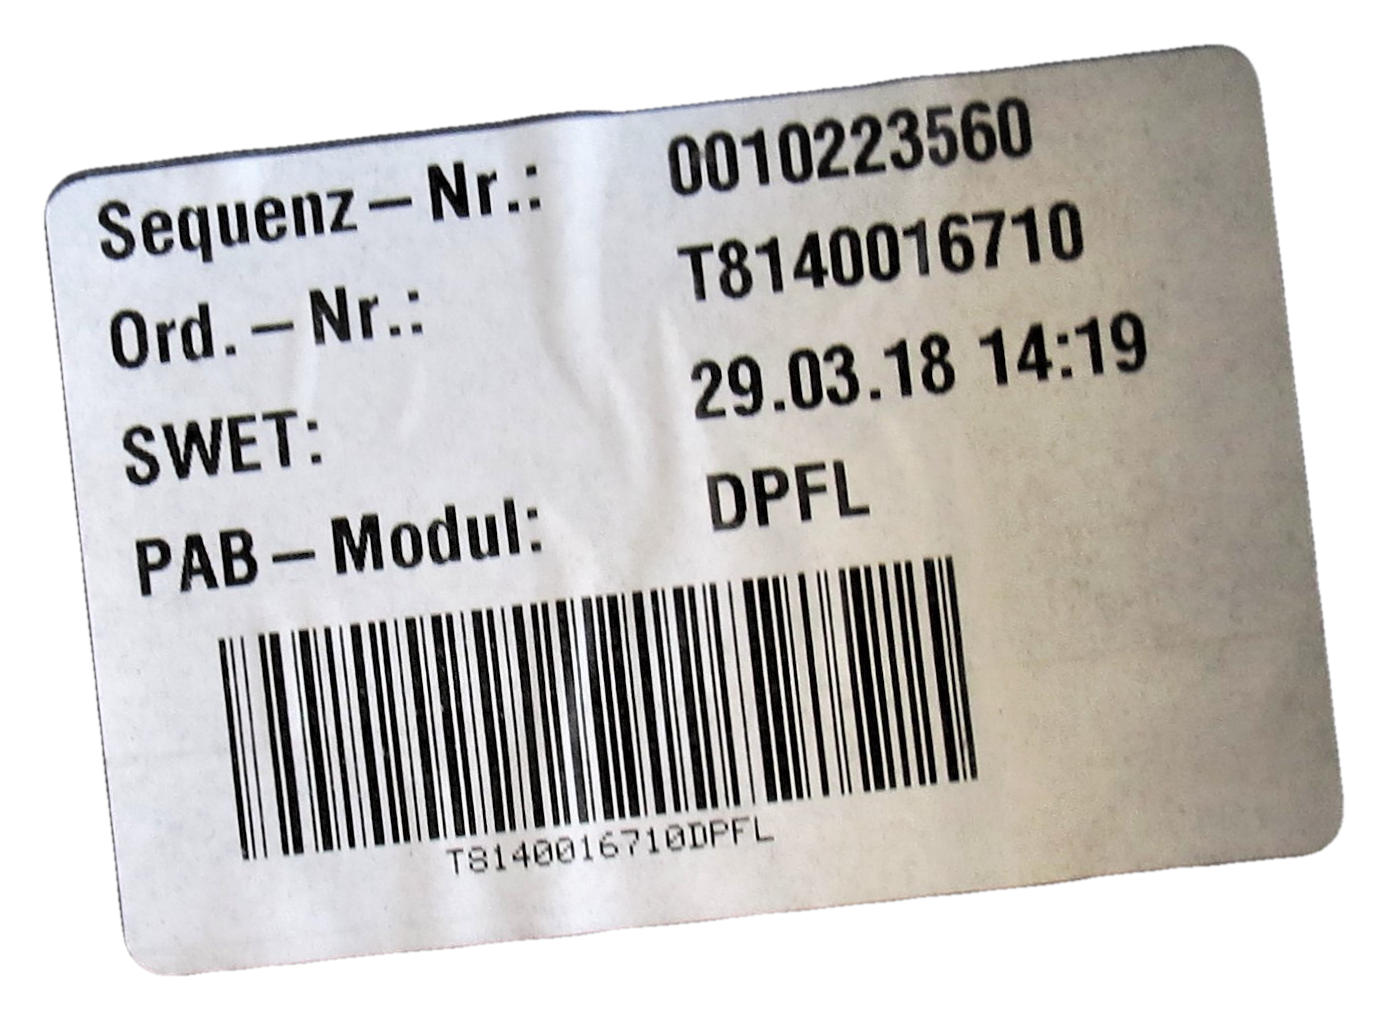 Sequenz – Nr.: 0010223560
Ord. – Nr.: T8140016710
SWET: 29.03.18 14:19
PAB – Modul: DPFL
T8140016710DPFL